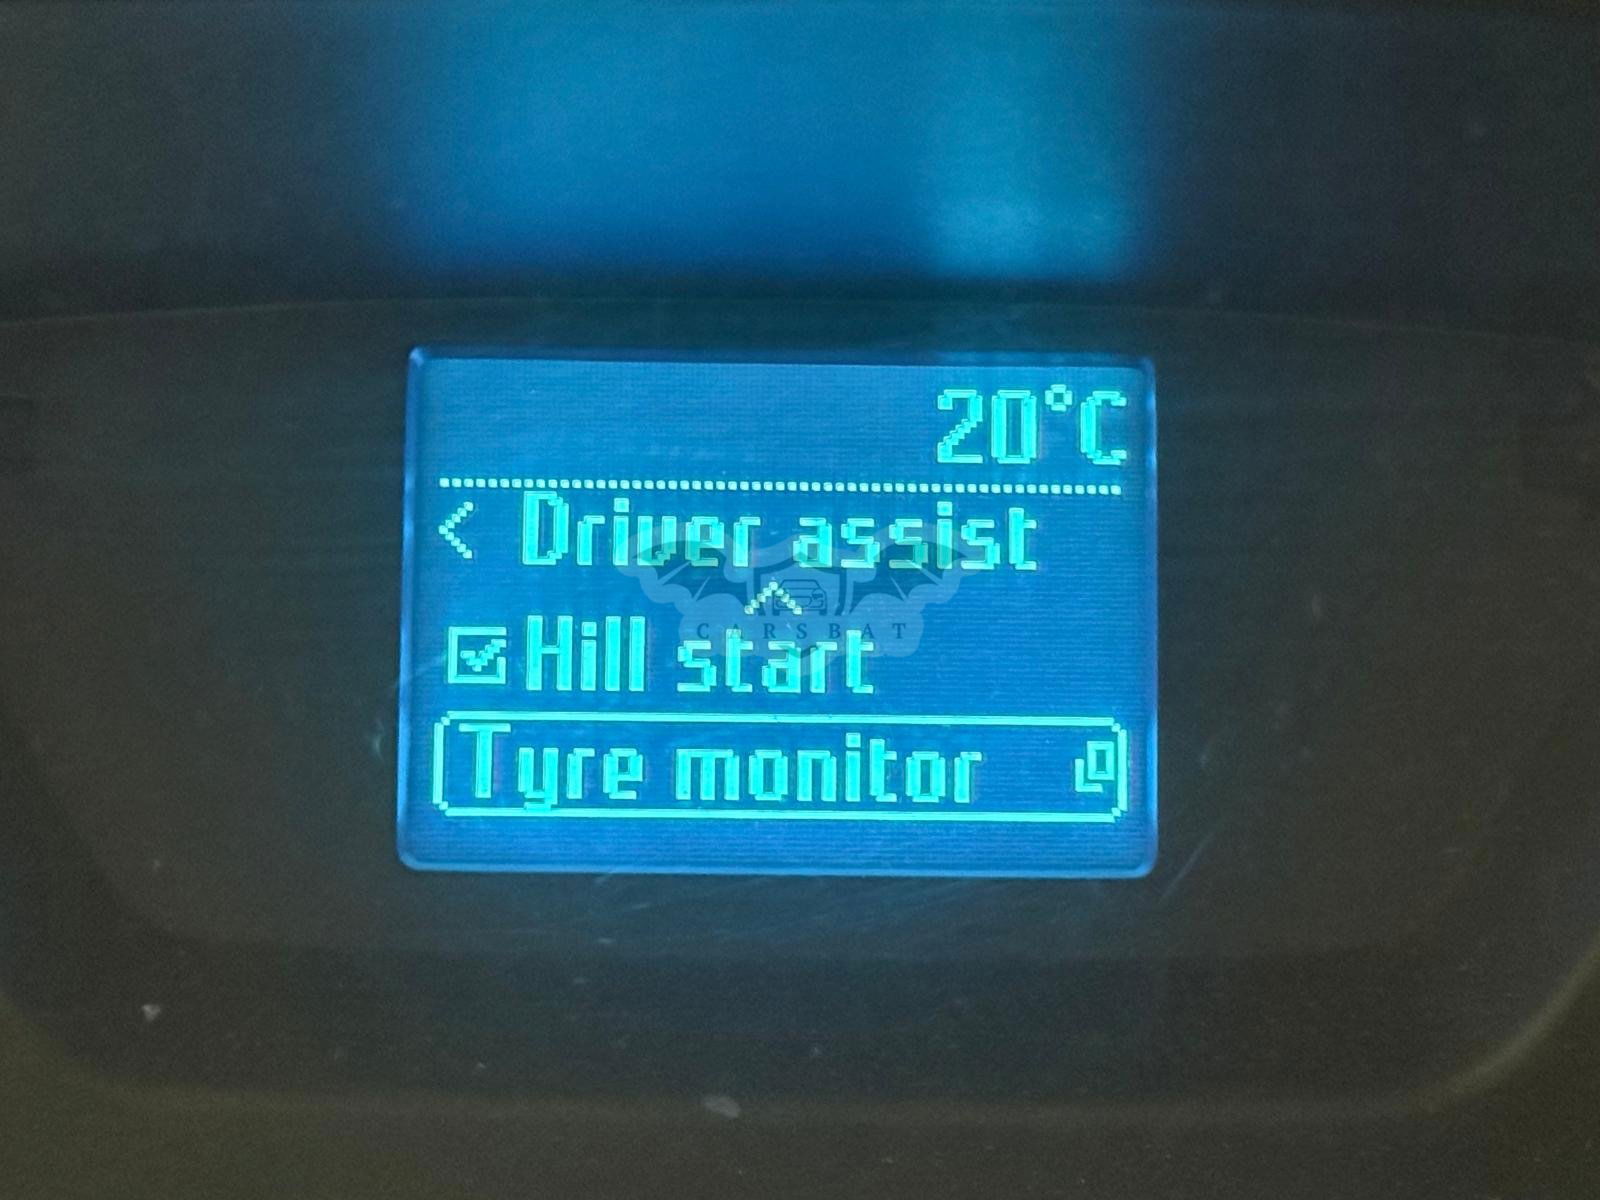 20°C
< Driver assist
CARSBAT
Hill start
Tyre monitor